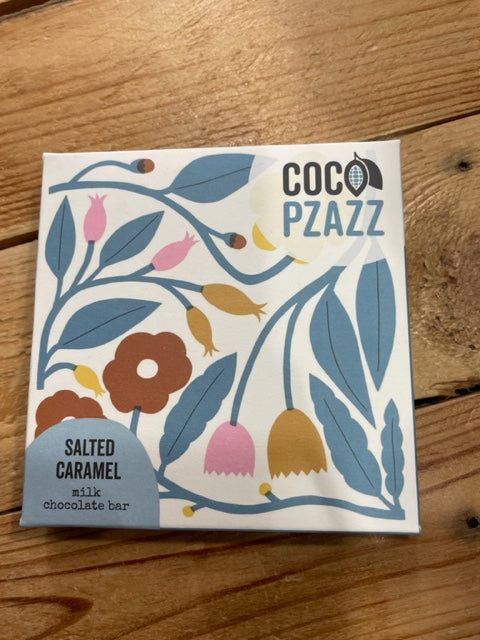 COCO
PZAZZ
SALTED
CARAMEL
milk
chocolate bar